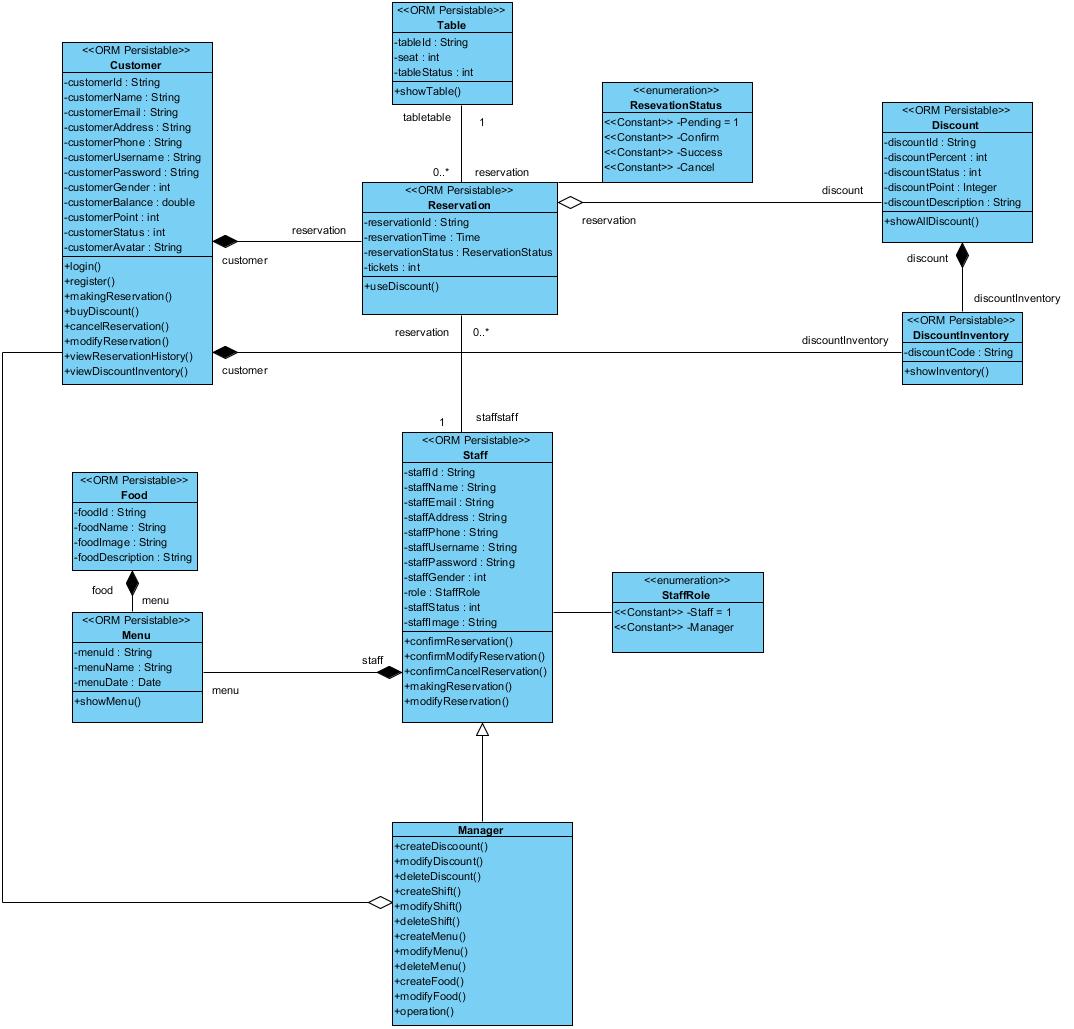 <<ORM Persistable>>
Table
-tableId : String
-seat : int
-tableStatus : int
+showTable()
<<ORM Persistable>>
Customer
-customerId : String
-customerName : String
-customerEmail : String
-customerAddress : String
-customerPhone : String
-customerUsername : String
-customerPassword : String
-customerGender : int
-customerBalance : double
-customerPoint : int
-customerStatus : int
-customerAvatar : String
+login()
+register()
+makingReservation()
+buyDiscount()
+cancelReservation()
+modifyReservation()
+viewReservationHistory()
+viewDiscountInventory()
<<enumeration>>
ResevationStatus
<<Constant>> -Pending = 1
<<Constant>> -Confirm
<<Constant>> -Success
<<Constant>> -Cancel
<<ORM Persistable>>
Discount
-discountId : String
-discountPercent : int
-discountStatus : int
-discountPoint : Integer
-discountDescription : String
+showAllDiscount()
tabletable
1
0..*
reservation
<<ORM Persistable>>
Reservation
-reservationId : String
-reservationTime : Time
-reservationStatus : ReservationStatus
-tickets : int
+useDiscount()
discount
reservation
reservation
customer
discount
discountInventory
<<ORM Persistable>>
DiscountInventory
-discountCode : String
+showInventory()
discountInventory
customer
reservation
0..*
1
staffstaff
<<ORM Persistable>>
Staff
-staffId : String
-staffName : String
-staffEmail : String
-staffAddress : String
-staffPhone : String
-staffUsername : String
-staffPassword : String
-staffGender : int
-role : StaffRole
-staffStatus : int
-staffImage : String
+confirmReservation()
+confirmModifyReservation()
+confirmCancelReservation()
+makingReservation()
+modifyReservation()
<<ORM Persistable>>
Food
-foodId : String
-foodName : String
-foodImage : String
-foodDescription : String
food
menu
<<ORM Persistable>>
Menu
-menuId : String
-menuName : String
-menuDate : Date
+showMenu()
staff
menu
<<enumeration>>
StaffRole
<<Constant>> -Staff = 1
<<Constant>> -Manager
Manager
+createDiscoount()
+modifyDiscount()
+deleteDiscount()
+createShift()
+modifyShift()
+deleteShift()
+createMenu()
+modifyMenu()
+deleteMenu()
+createFood()
+modifyFood()
+operation()